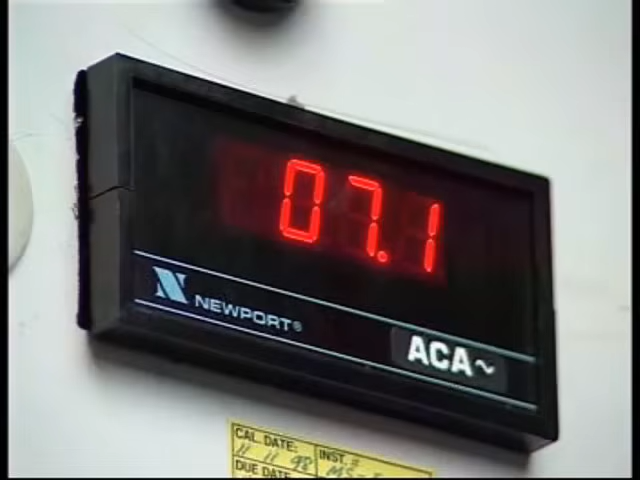 07.1
NEWPORT®
ACA~
CAL. DATE: INST. #
11 11 98
DUE DATE